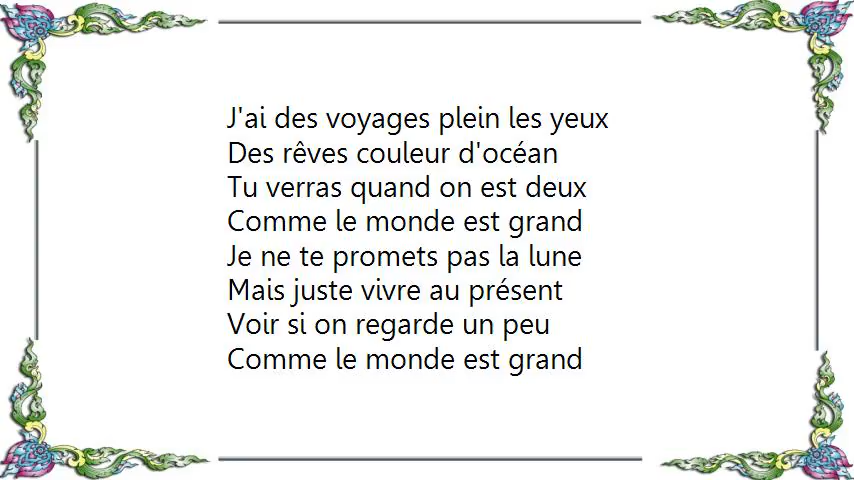 J'ai des voyages plein les yeux
Des rêves couleur d'océan
Tu verras quand on est deux
Comme le monde est grand
Je ne te promets pas la lune
Mais juste vivre au présent
Voir si on regarde un peu
Comme le monde est grand